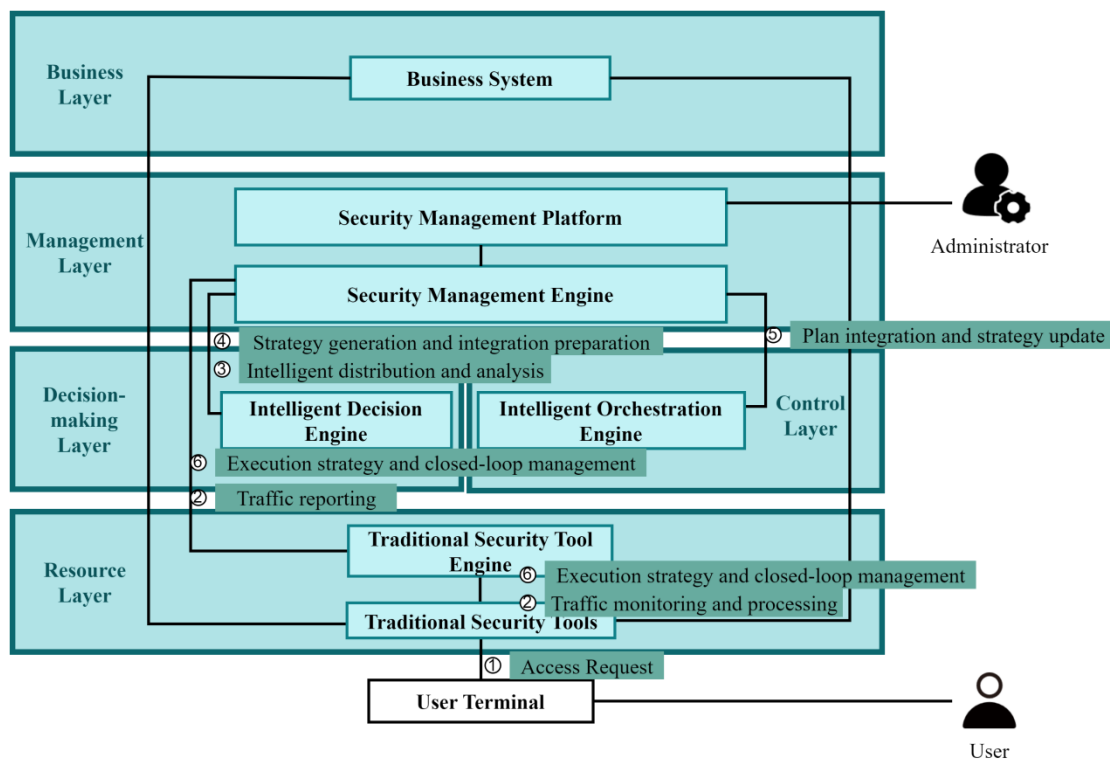 Business
Layer
Business System
Management
Layer
Security Management Platform
Administrator
Security Management Engine
④ Strategy generation and integration preparation
⑤ Plan integration and strategy update
③ Intelligent distribution and analysis
Decision-
making
Layer
Intelligent Decision
Engine
Intelligent Orchestration
Engine
Control
Layer
⑥ Execution strategy and closed-loop management
② Traffic reporting
Resource
Layer
Traditional Security Tool
Engine
⑥ Execution strategy and closed-loop management
② Traffic monitoring and processing
Traditional Security Tools
① Access Request
User Terminal
User